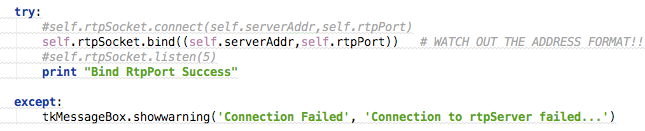 try:
#self.rtpSocket.connect(self.serverAddr,self.rtpPort)
self.rtpSocket.bind((self.serverAddr,self.rtpPort))   # WATCH OUT THE ADDRESS FORMAT!!
#self.rtpSocket.listen(5)
print "Bind RtpPort Success"
except:
tkMessageBox.showwarning('Connection Failed', 'Connection to rtpServer failed...')